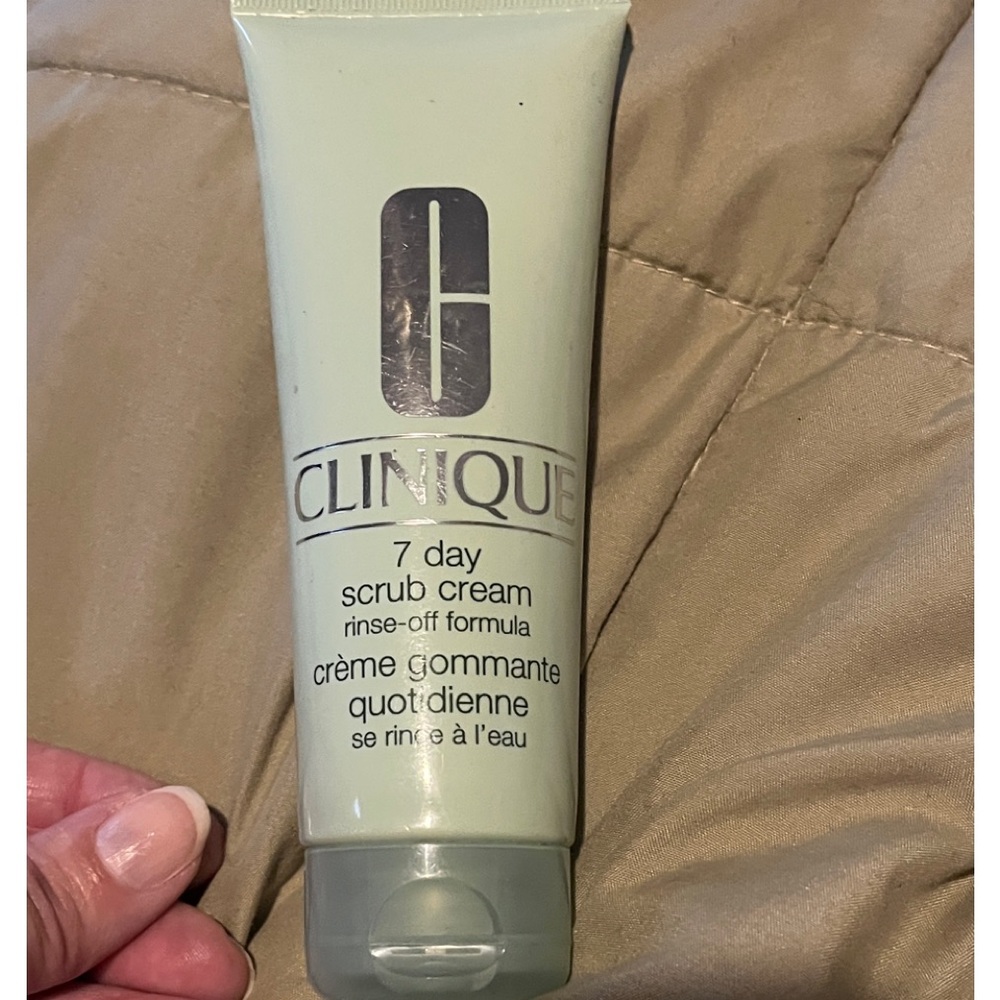 C
CLINIQUE
7 day
scrub cream
rinse-off formula
crème gommante
quotidienne
se rince à l'eau